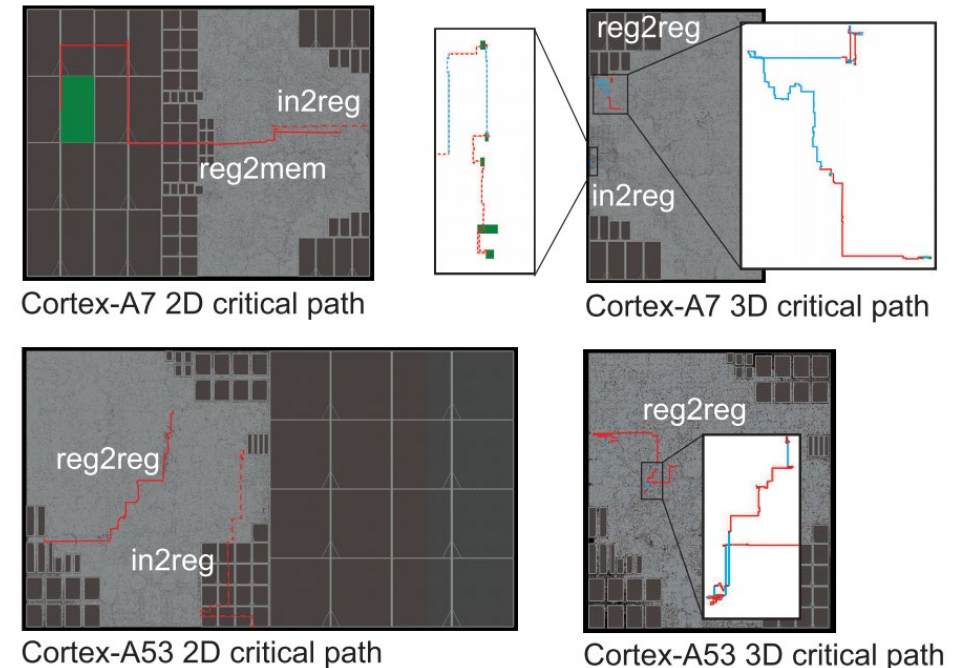 in2reg
reg2mem
Cortex-A7 2D critical path
reg2reg
in2reg
Cortex-A7 3D critical path
reg2reg
in2reg
Cortex-A53 2D critical path
reg2reg
Cortex-A53 3D critical path